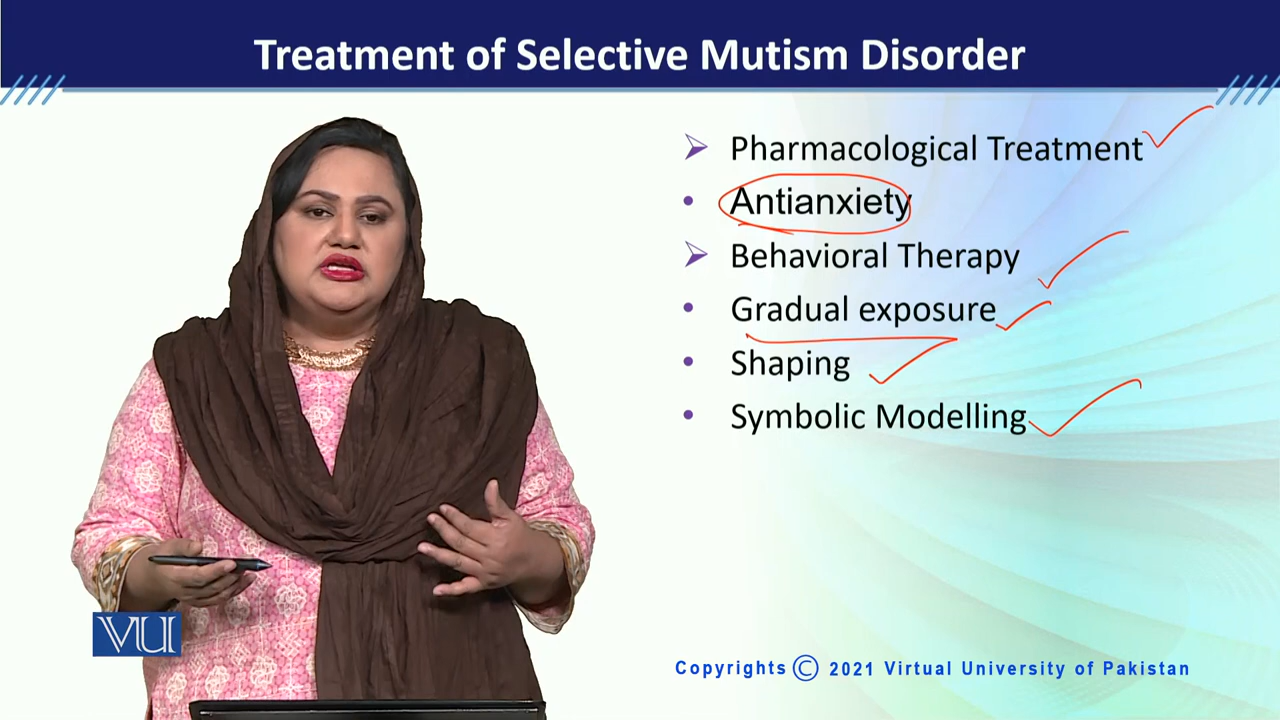 Treatment of Selective Mutism Disorder
Pharmacological Treatment
Antianxiety
Behavioral Therapy
Gradual exposure
Shaping
Symbolic Modelling
VU
Copyrights © 2021 Virtual University of Pakistan